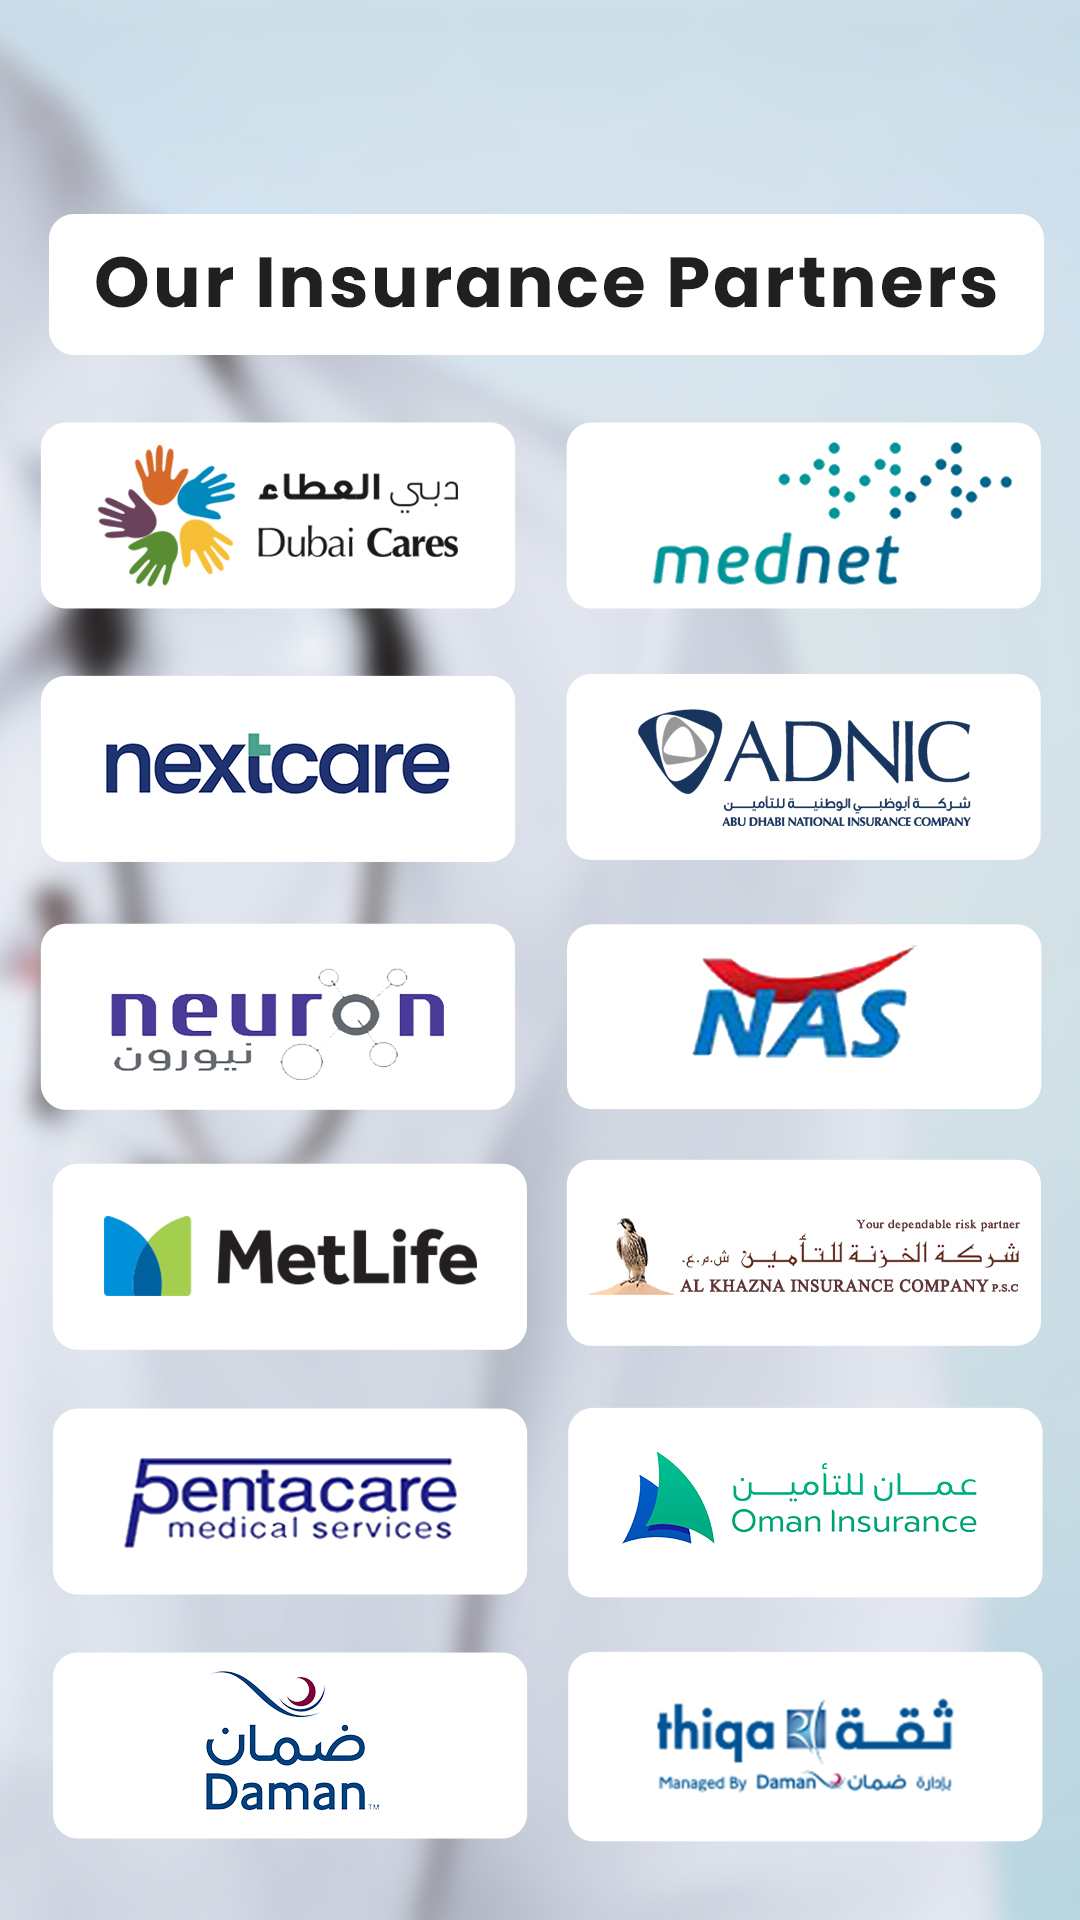 Our Insurance Partners
دبي العطاء
Dubai Cares
mednet
nextcare
ADNIC
شركة أبوظبي الوطنية للتأمين
ABU DHABI NATIONAL INSURANCE COMPANY
neuron
نيورون
NAS
MetLife
Your dependable risk partner
شركة الخزنة للتأمين ش.م.ع.
AL KHAZNA INSURANCE COMPANY P.S.C
pentacare
medical services
عمان للتأمين
Oman Insurance
ضمان
Daman™
thiqa ثقة
Managed By Daman ضمان بإدارة